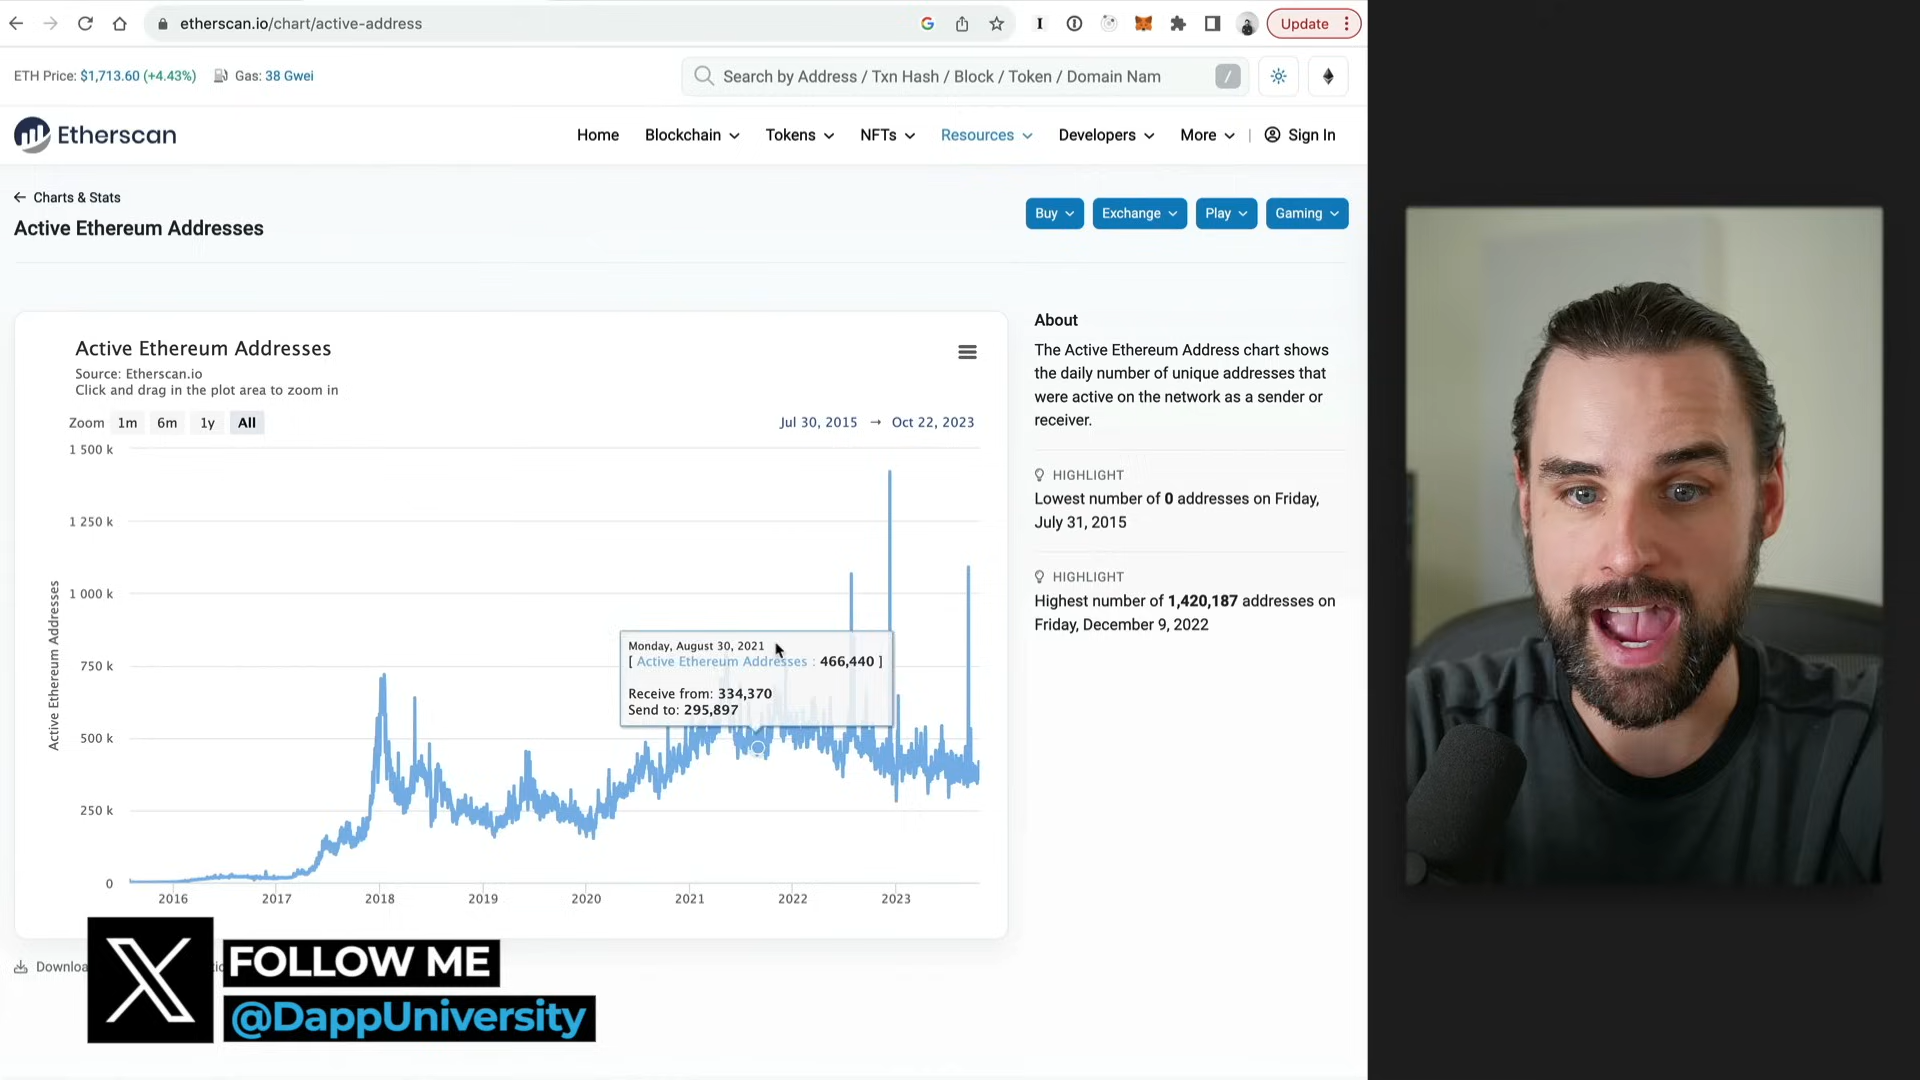 etherscan.io/chart/active-address
Update
ETH Price: $1,713.60 (+4.43%)
Gas: 38 Gwei
Search by Address / Txn Hash / Block / Token / Domain Nam
/
Etherscan
Home
Blockchain
Tokens
NFTs
Resources
Developers
More
Sign In
Charts & Stats
Active Ethereum Addresses
Buy
Exchange
Play
Gaming
Active Ethereum Addresses
Source: Etherscan.io
Click and drag in the plot area to zoom in
Zoom
1m
6m
1y
All
Jul 30, 2015 → Oct 22, 2023
1 500 k
1 250 k
1 000 k
750 k
500 k
250 k
0
Active Ethereum Addresses
Monday, August 30, 2021
[ Active Ethereum Addresses : 466,440 ]
Receive from: 334,370
Send to: 295,897
2016
2017
2018
2019
2020
2021
2022
2023
About
The Active Ethereum Address chart shows
the daily number of unique addresses that
were active on the network as a sender or
receiver.
HIGHLIGHT
Lowest number of 0 addresses on Friday,
July 31, 2015
HIGHLIGHT
Highest number of 1,420,187 addresses on
Friday, December 9, 2022
FOLLOW ME
@DappUniversity